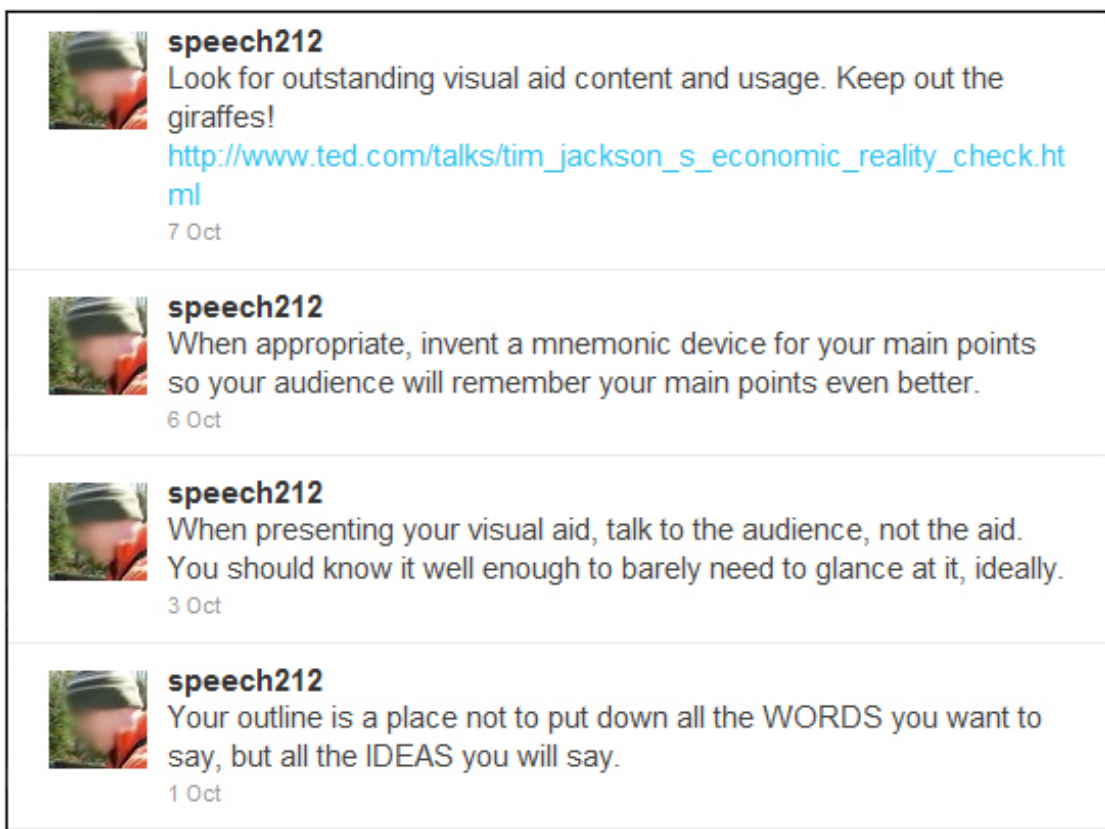 speech212
Look for outstanding visual aid content and usage. Keep out the
giraffes!
http://www.ted.com/talks/tim_jackson_s_economic_reality_check.ht
ml
7 Oct
speech212
When appropriate, invent a mnemonic device for your main points
so your audience will remember your main points even better.
6 Oct
speech212
When presenting your visual aid, talk to the audience, not the aid.
You should know it well enough to barely need to glance at it, ideally.
3 Oct
speech212
Your outline is a place not to put down all the WORDS you want to
say, but all the IDEAS you will say.
1 Oct